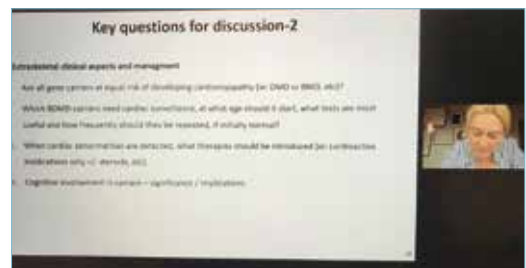 Key questions for discussion-2
Extraskeletal clinical aspects and managment
Are all gene carriers at equal risk of developing cardiomyopathy (ie: DMD vs BMD, etc)?
Which BDMD carriers need cardiac surveillance, at what age should it start, what tests are most
useful and how frequently should they be repeated, if initially normal?
When cardiac abnormalities are detected, what therapies should be introduced (ie: cardioactive
medications only +/- steroids, etc).
Cognitive involvement in carriers – significance / implications